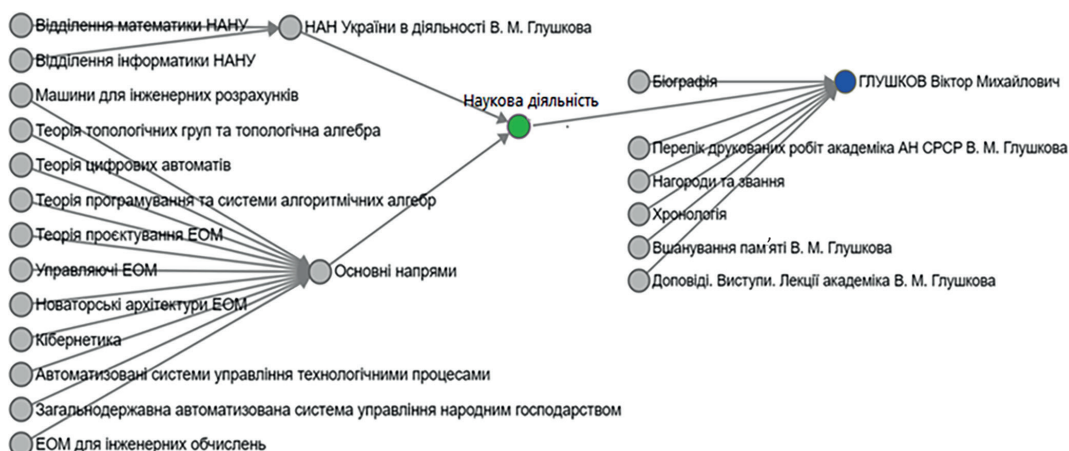 Відділення математики НАНУ
НАН України в діяльності В. М. Глушкова
Відділення інформатики НАНУ
Машини для інженерних розрахунків
Теорія топологічних груп та топологічна алгебра
Теорія цифрових автоматів
Теорія програмування та системи алгоритмічних алгебр
Теорія проєктування ЕОМ
Управляючі ЕОМ
Новаторські архітектури ЕОМ
Кібернетика
Автоматизовані системи управління технологічними процесами
Загальнодержавна автоматизована система управління народним господарством
ЕОМ для інженерних обчислень
Основні напрями
Наукова діяльність
Біографія
ГЛУШКОВ Віктор Михайлович
Перелік друкованих робіт академіка АН СРСР В. М. Глушкова
Нагороди та звання
Хронологія
Вшанування пам'яті В. М. Глушкова
Доповіді. Виступи. Лекції академіка В. М. Глушкова